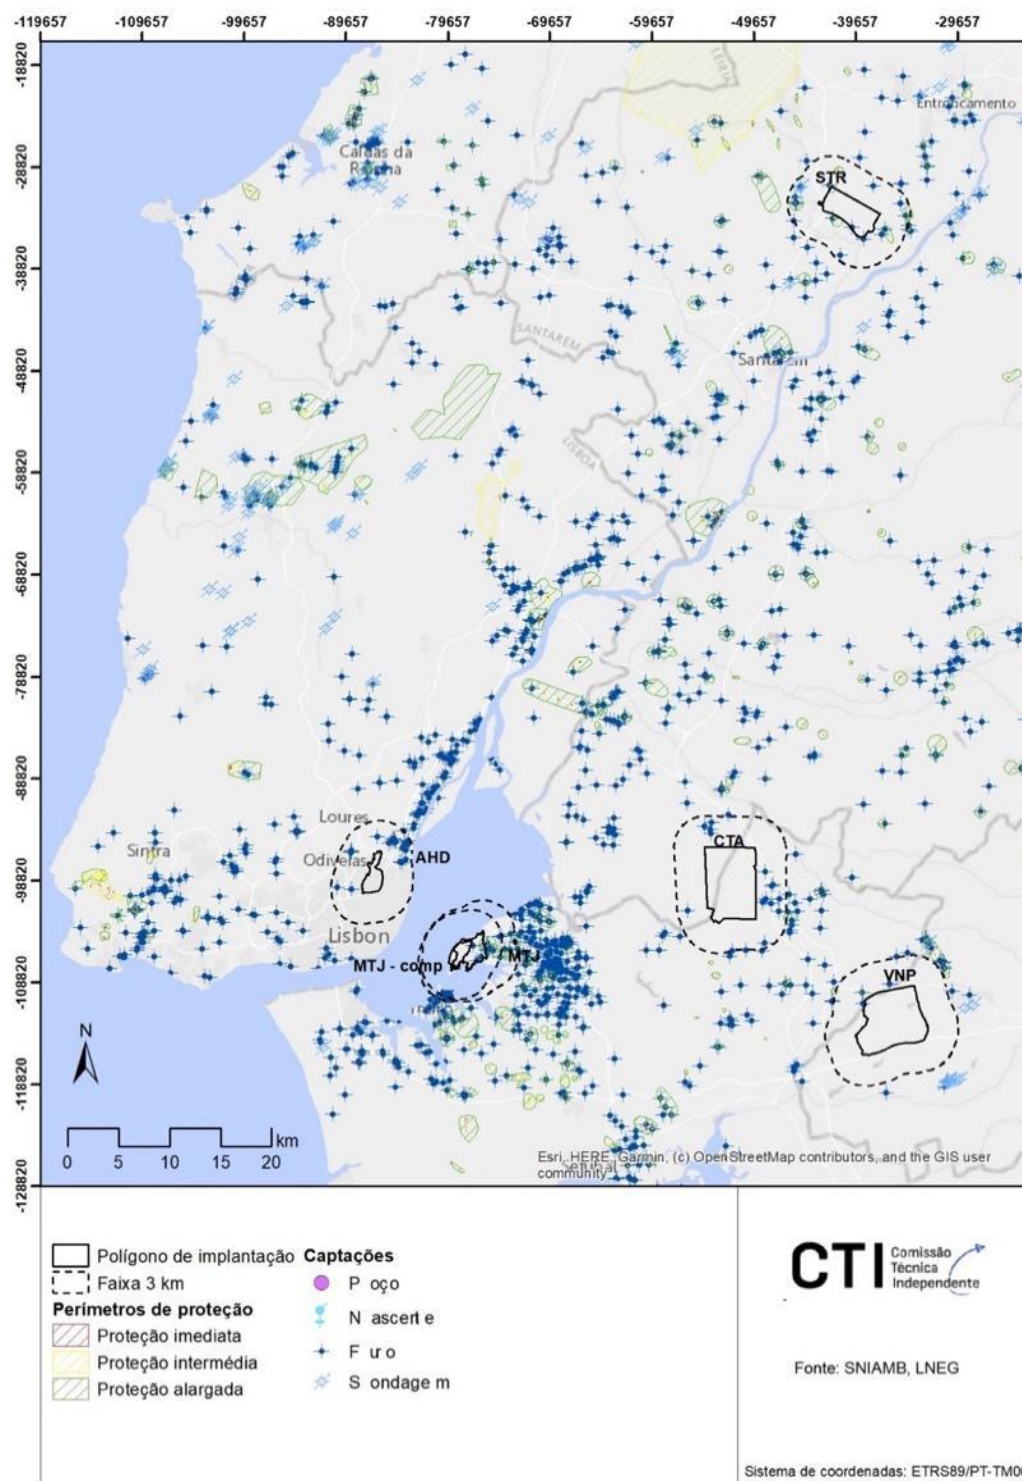 -119657 -109657 -99657 -89657 -79657 -69657 -59657 -49657 -39657 -29657
-18820
-28820
-38820
-48820
-58820
-68820
-78820
-88820
-98820
-108820
-118820
-128820
LEIRIA
Entroncamento
Caldas da
Rainha
STR
SANTARÉM
Santarém
LISBOA
Loures
Odivelas
AHD
CTA
Sintra
Lisbon
MTJ - comp
MTJ
VNP
N
km
0 5 10 15 20
Setúbal
Esri, HERE, Garmin, (c) OpenStreetMap contributors, and the GIS user
community
Polígono de implantação
Faixa 3 km
Perímetros de proteção
Proteção imediata
Proteção intermédia
Proteção alargada
Captações
P oço
N ascert e
F uro
S ondage m
CTI Comissão
Técnica
Independente
Fonte: SNIAMB, LNEG
Sistema de coordenadas: ETRS89/PT-TM0